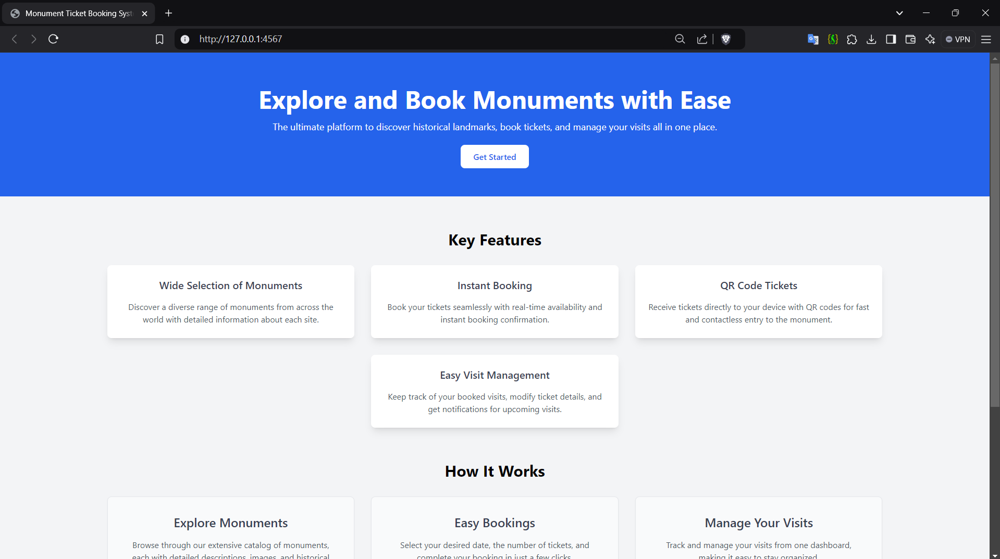 Monument Ticket Booking Syst
http://127.0.0.1:4567
VPN
Explore and Book Monuments with Ease
The ultimate platform to discover historical landmarks, book tickets, and manage your visits all in one place.
Get Started
Key Features
Wide Selection of Monuments
Discover a diverse range of monuments from across the
world with detailed information about each site.
Instant Booking
Book your tickets seamlessly with real-time availability and
instant booking confirmation.
QR Code Tickets
Receive tickets directly to your device with QR codes for fast
and contactless entry to the monument.
Easy Visit Management
Keep track of your booked visits, modify ticket details, and
get notifications for upcoming visits.
How It Works
Explore Monuments
Browse through our extensive catalog of monuments,
each with detailed descriptions, images, and historical
Easy Bookings
Select your desired date, the number of tickets, and
complete your booking in just a few clicks.
Manage Your Visits
Track and manage your visits from one dashboard,
making it easy to stay organized.